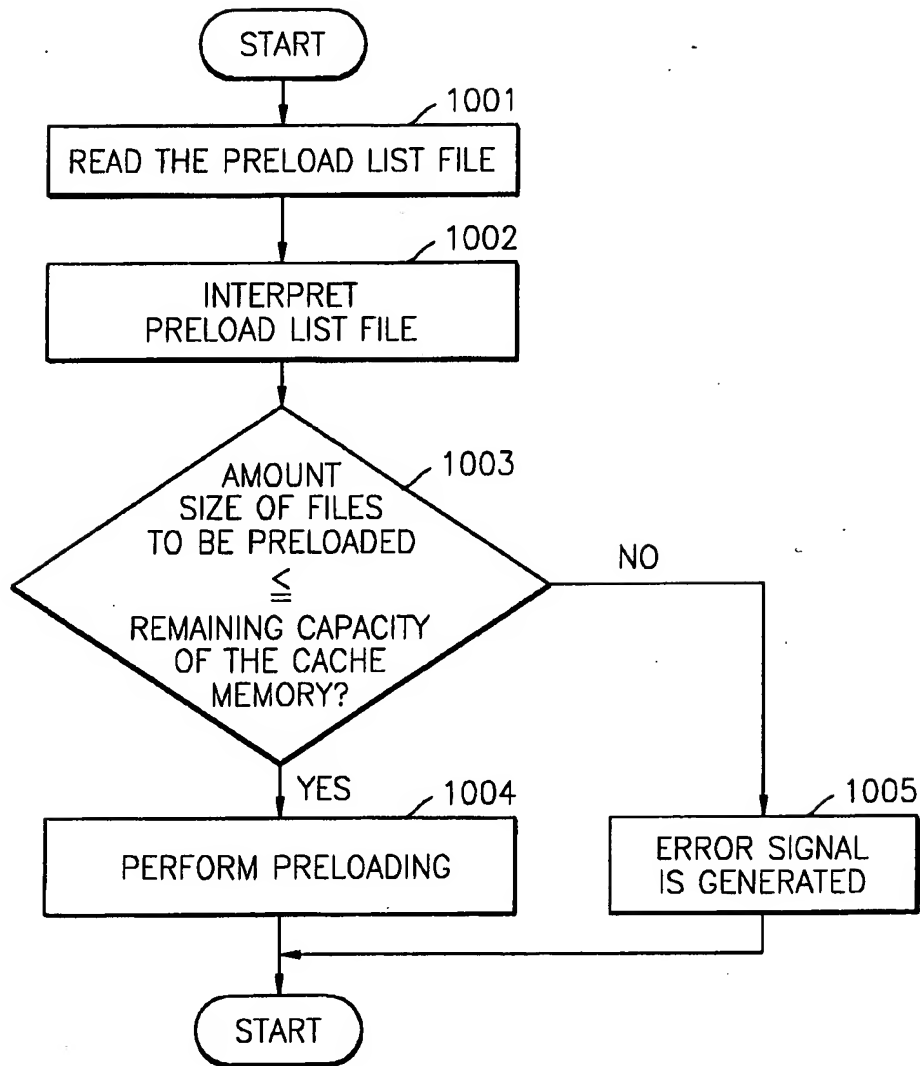 START
1001
READ THE PRELOAD LIST FILE
1002
INTERPRET
PRELOAD LIST FILE
1003
AMOUNT
SIZE OF FILES
TO BE PRELOADED
≦
REMAINING CAPACITY
OF THE CACHE
MEMORY?
NO
YES
1004
PERFORM PRELOADING
1005
ERROR SIGNAL
IS GENERATED
START